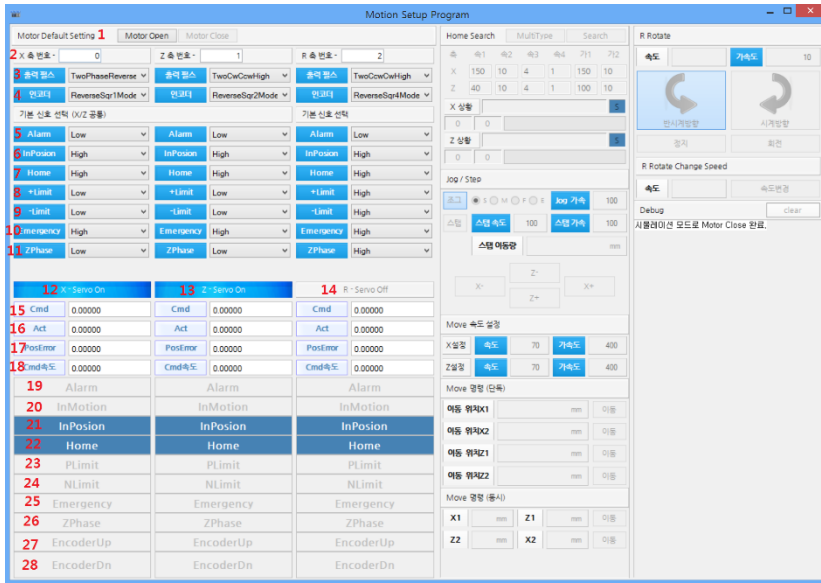 Motion Setup Program
Motor Default Setting 1 Motor Open Motor Close
2 X 축 번호 - 0 Z 축 번호 - 1 R 축 번호 - 2
3 출력 펄스 TwoPhaseReverse 출력 펄스 TwoCwCcwHigh 출력 펄스 TwoCcwCwHigh
4 인코더 ReverseSqr1Mode 인코더 ReverseSqr2Mode 인코더 ReverseSqr4Mode
기본 신호 선택 (X/Z 공통) 기본 신호 선택
5 Alarm Low Alarm Low Alarm Low
6 InPosion High InPosion High InPosion High
7 Home High Home High Home High
8 +Limit Low +Limit Low +Limit Low
9 -Limit Low -Limit Low -Limit Low
10 Emergency High Emergency High Emergency High
11 ZPhase Low ZPhase Low ZPhase High
12 X - Servo On 13 Z - Servo On 14 R - Servo Off
15 Cmd 0.00000 Cmd 0.00000 Cmd 0.00000
16 Act 0.00000 Act 0.00000 Act 0.00000
17 PosError 0.00000 PosError 0.00000 PosError 0.00000
18 Cmd속도 0.00000 Cmd속도 0.00000 Cmd속도 0.00000
19 Alarm Alarm Alarm
20 InMotion InMotion InMotion
21 InPosion InPosion InPosion
22 Home Home Home
23 PLimit PLimit PLimit
24 NLimit NLimit NLimit
25 Emergency Emergency Emergency
26 ZPhase ZPhase ZPhase
27 EncoderUp EncoderUp EncoderUp
28 EncoderDn EncoderDn EncoderDn
Home Search MultiType Search
축 속1 속2 속3 속4 가1 가2
X 150 10 4 1 150 10
Z 40 10 4 1 100 10
X 상황 S
0 0
Z 상황 S
0 0
Jog / Step
조그 S M F E Jog 가속 100
스텝 스텝 속도 100 스텝 가속 100
스텝 이동량 mm
Z-
X- X+
Z+
Move 속도 설정
X설정 속도 70 가속도 400
Z설정 속도 70 가속도 400
Move 명령 (단독)
이동 위치X1 mm 이동
이동 위치X2 mm 이동
이동 위치Z1 mm 이동
이동 위치Z2 mm 이동
Move 명령 (동시)
X1 mm Z1 mm 이동
Z2 mm X2 mm 이동
R Rotate
속도 가속도 10
반시계방향 시계방향
정지 회전
R Rotate Change Speed
속도 속도변경
Debug clear
시뮬레이션 모드로 Motor Close 완료.